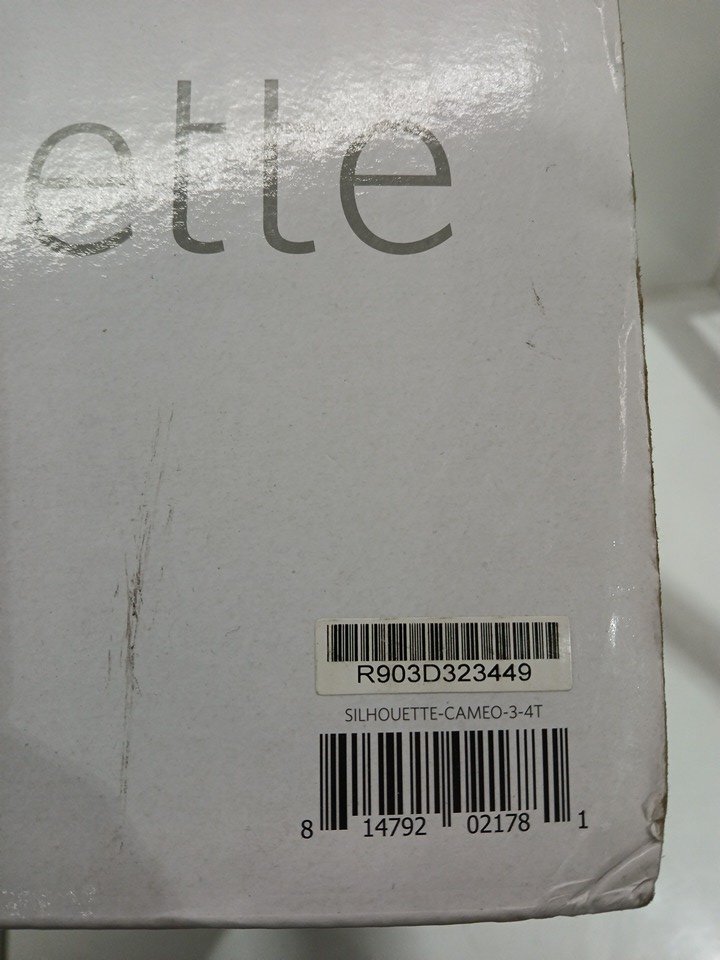 ette
R903D323449
SILHOUETTE-CAMEO-3-4T
8 14792 02178 1